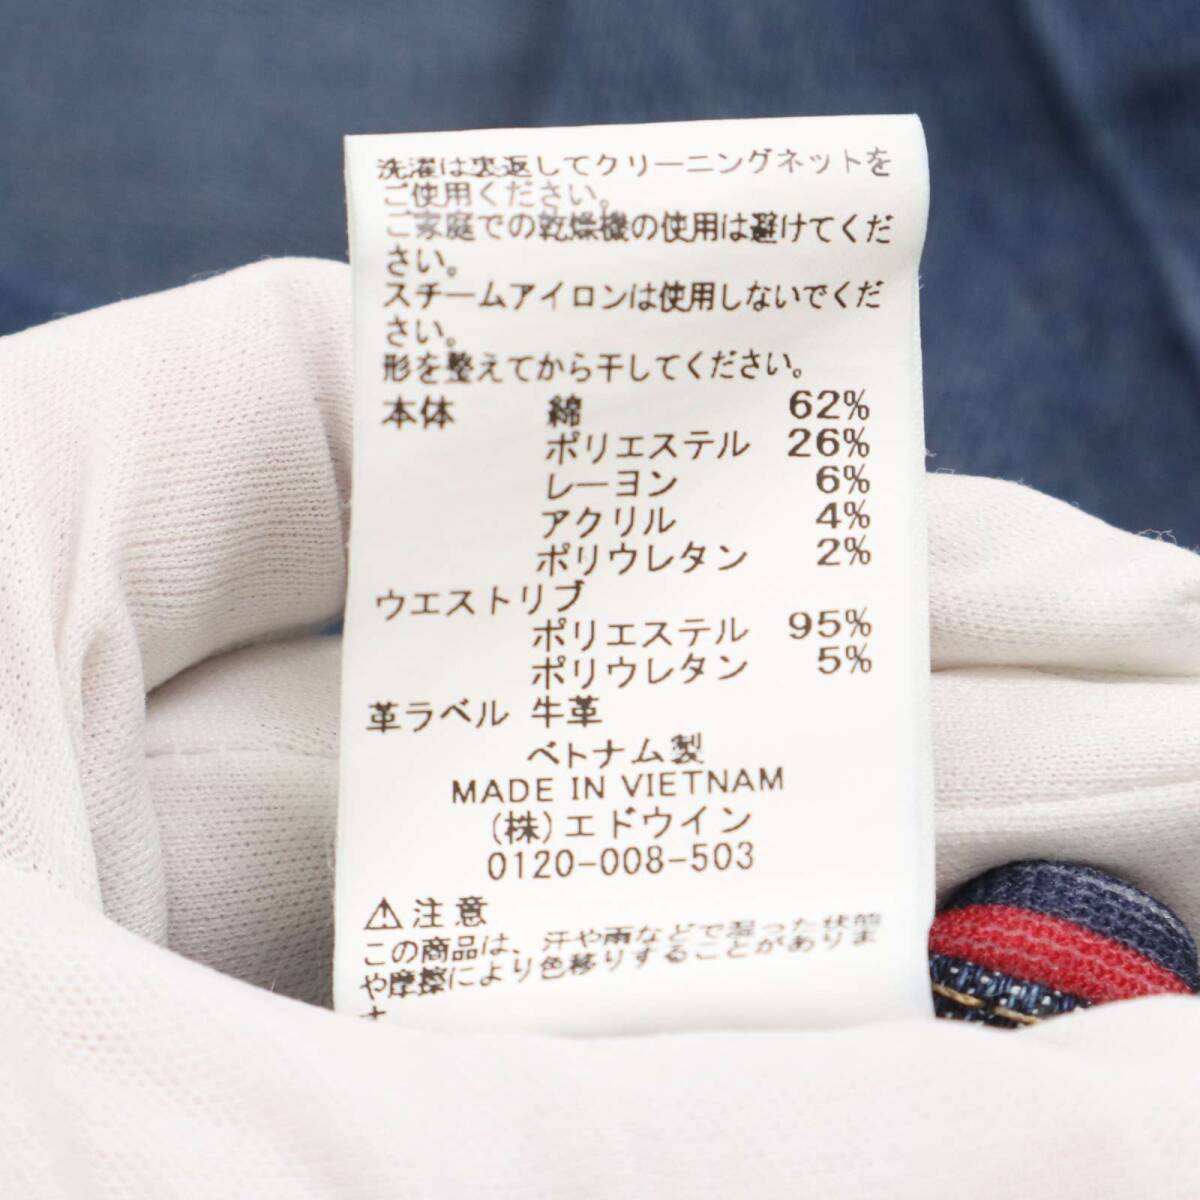 洗濯は裏返してクリーニングネットを
ご使用ください。
ご家庭での乾燥機の使用は避けてくだ
さい。
スチームアイロンは使用しないでくだ
さい。
形を整えてから干してください。
本体 綿 62%
ポリエステル 26%
レーヨン 6%
アクリル 4%
ポリウレタン 2%
ウエストリブ
ポリエステル 95%
ポリウレタン 5%
革ラベル 牛革
ベトナム製
MADE IN VIETNAM
(株)エドウイン
0120-008-503
⚠注意
この商品は、汗や雨などで湿った状態
や摩擦により色移りすることがありま
す